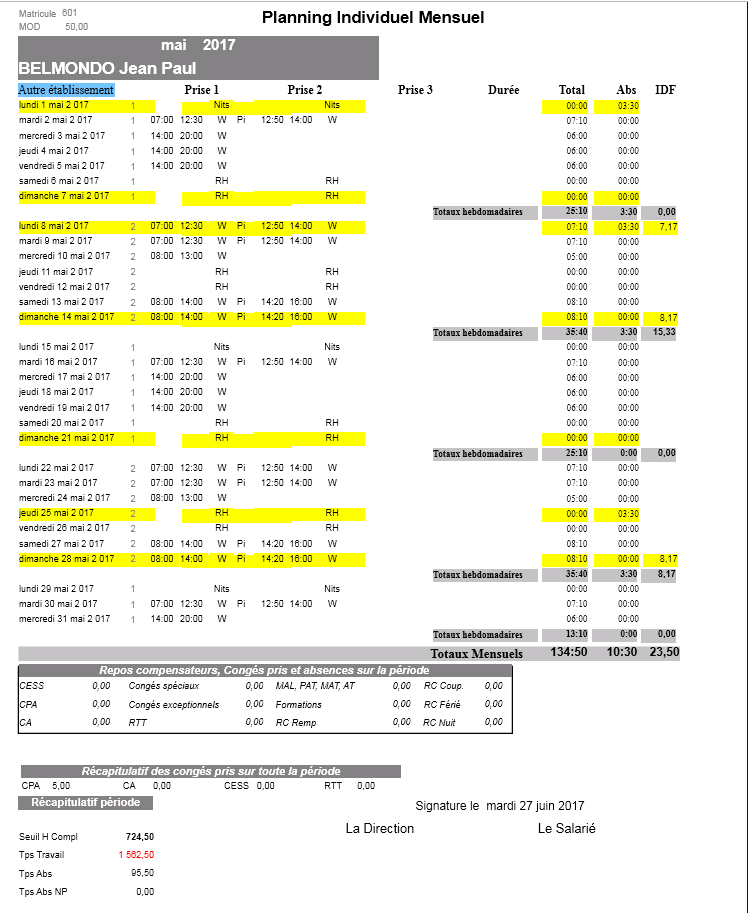 Matricule 601
Planning Individuel Mensuel
MOD 50,00
mai 2017
BELMONDO Jean Paul
Autre établissement Prise 1 Prise 2 Prise 3 Durée Total Abs IDF
lundi 1 mai 2 017 1 Nits Nits 00:00 03:30
mardi 2 mai 2 017 1 07:00 12:30 W Pi 12:50 14:00 W 07:10 00:00
mercredi 3 mai 2 017 1 14:00 20:00 W 06:00 00:00
jeudi 4 mai 2 017 1 14:00 20:00 W 06:00 00:00
vendredi 5 mai 2 017 1 14:00 20:00 W 06:00 00:00
samedi 6 mai 2 017 1 RH RH 00:00 00:00
dimanche 7 mai 2 017 1 RH RH 00:00 00:00
Totaux hebdomadaires 25:10 3:30 0,00
lundi 8 mai 2 017 2 07:00 12:30 W Pi 12:50 14:00 W 07:10 03:30 7,17
mardi 9 mai 2 017 2 07:00 12:30 W Pi 12:50 14:00 W 07:10 00:00
mercredi 10 mai 2 017 2 08:00 13:00 W 05:00 00:00
jeudi 11 mai 2 017 2 RH RH 00:00 00:00
vendredi 12 mai 2 017 2 RH RH 00:00 00:00
samedi 13 mai 2 017 2 08:00 14:00 W Pi 14:20 16:00 W 08:10 00:00
dimanche 14 mai 2 017 2 08:00 14:00 W Pi 14:20 16:00 W 08:10 00:00 8,17
Totaux hebdomadaires 35:40 3:30 15,33
lundi 15 mai 2 017 1 Nits Nits 00:00 00:00
mardi 16 mai 2 017 1 07:00 12:30 W Pi 12:50 14:00 W 07:10 00:00
mercredi 17 mai 2 017 1 14:00 20:00 W 06:00 00:00
jeudi 18 mai 2 017 1 14:00 20:00 W 06:00 00:00
vendredi 19 mai 2 017 1 14:00 20:00 W 06:00 00:00
samedi 20 mai 2 017 1 RH RH 00:00 00:00
dimanche 21 mai 2 017 1 RH RH 00:00 00:00
Totaux hebdomadaires 25:10 0:00 0,00
lundi 22 mai 2 017 2 07:00 12:30 W Pi 12:50 14:00 W 07:10 00:00
mardi 23 mai 2 017 2 07:00 12:30 W Pi 12:50 14:00 W 07:10 00:00
mercredi 24 mai 2 017 2 08:00 13:00 W 05:00 00:00
jeudi 25 mai 2 017 2 RH RH 00:00 03:30
vendredi 26 mai 2 017 2 RH RH 00:00 00:00
samedi 27 mai 2 017 2 08:00 14:00 W Pi 14:20 16:00 W 08:10 00:00
dimanche 28 mai 2 017 2 08:00 14:00 W Pi 14:20 16:00 W 08:10 00:00 8,17
Totaux hebdomadaires 35:40 3:30 8,17
lundi 29 mai 2 017 1 Nits Nits 00:00 00:00
mardi 30 mai 2 017 1 07:00 12:30 W Pi 12:50 14:00 W 07:10 00:00
mercredi 31 mai 2 017 1 14:00 20:00 W 06:00 00:00
Totaux hebdomadaires 13:10 0:00 0,00
Totaux Mensuels 134:50 10:30 23,50
Repos compensateurs, Congés pris et absences sur la période
CESS 0,00 Congés spéciaux 0,00 MAL, PAT, MAT, AT 0,00 RC Coup. 0,00
CPA 0,00 Congés exceptionnels 0,00 Formations 0,00 RC Férié 0,00
CA 0,00 RTT 0,00 RC Remp 0,00 RC Nuit 0,00
Récapitulatif des congés pris sur toute la période
CPA 5,00 CA 0,00 CESS 0,00 RTT 0,00
Récapitulatif période
Signature le mardi 27 juin 2017
La Direction Le Salarié
Seuil H Compl 724,50
Tps Travail 1 562,50
Tps Abs 95,50
Tps Abs NP 0,00